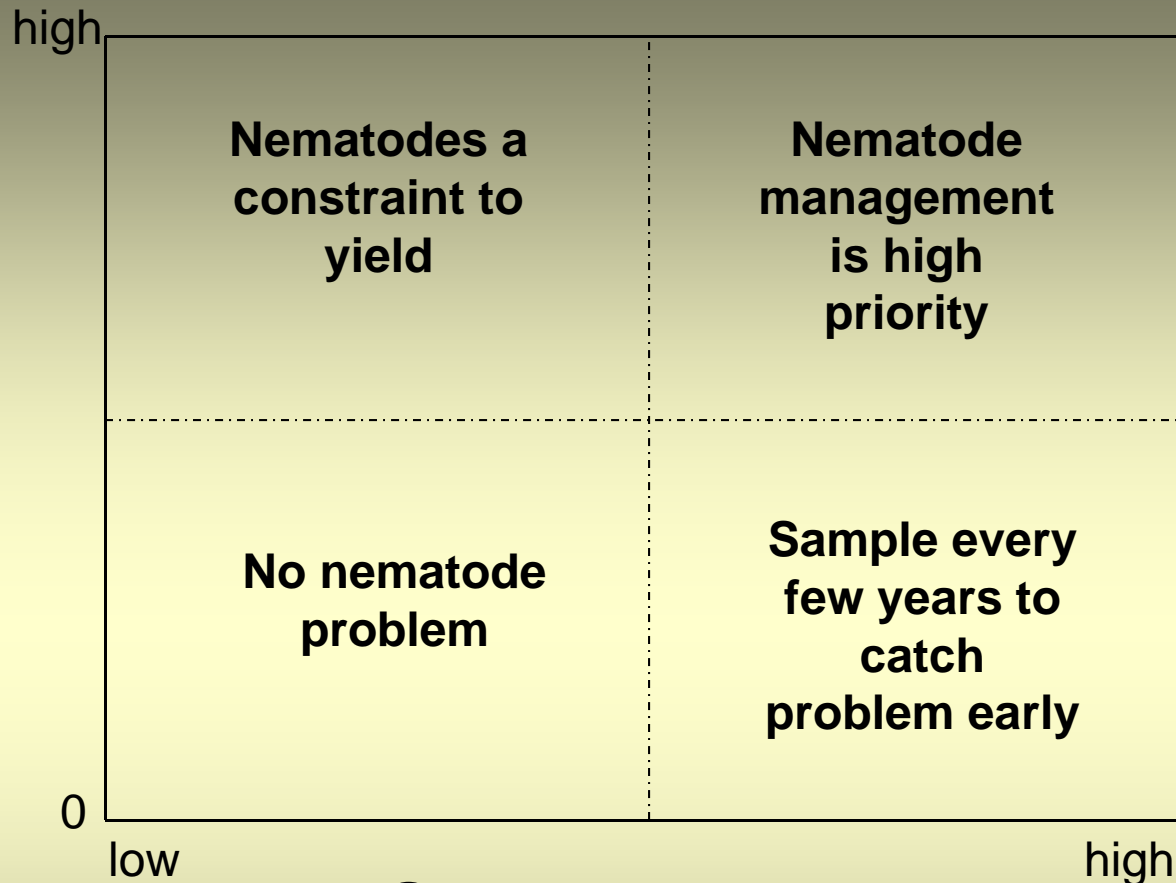 high
Nematodes a
constraint to
yield
Nematode
management
is high
priority
No nematode
problem
Sample every
few years to
catch
problem early
0
low
high